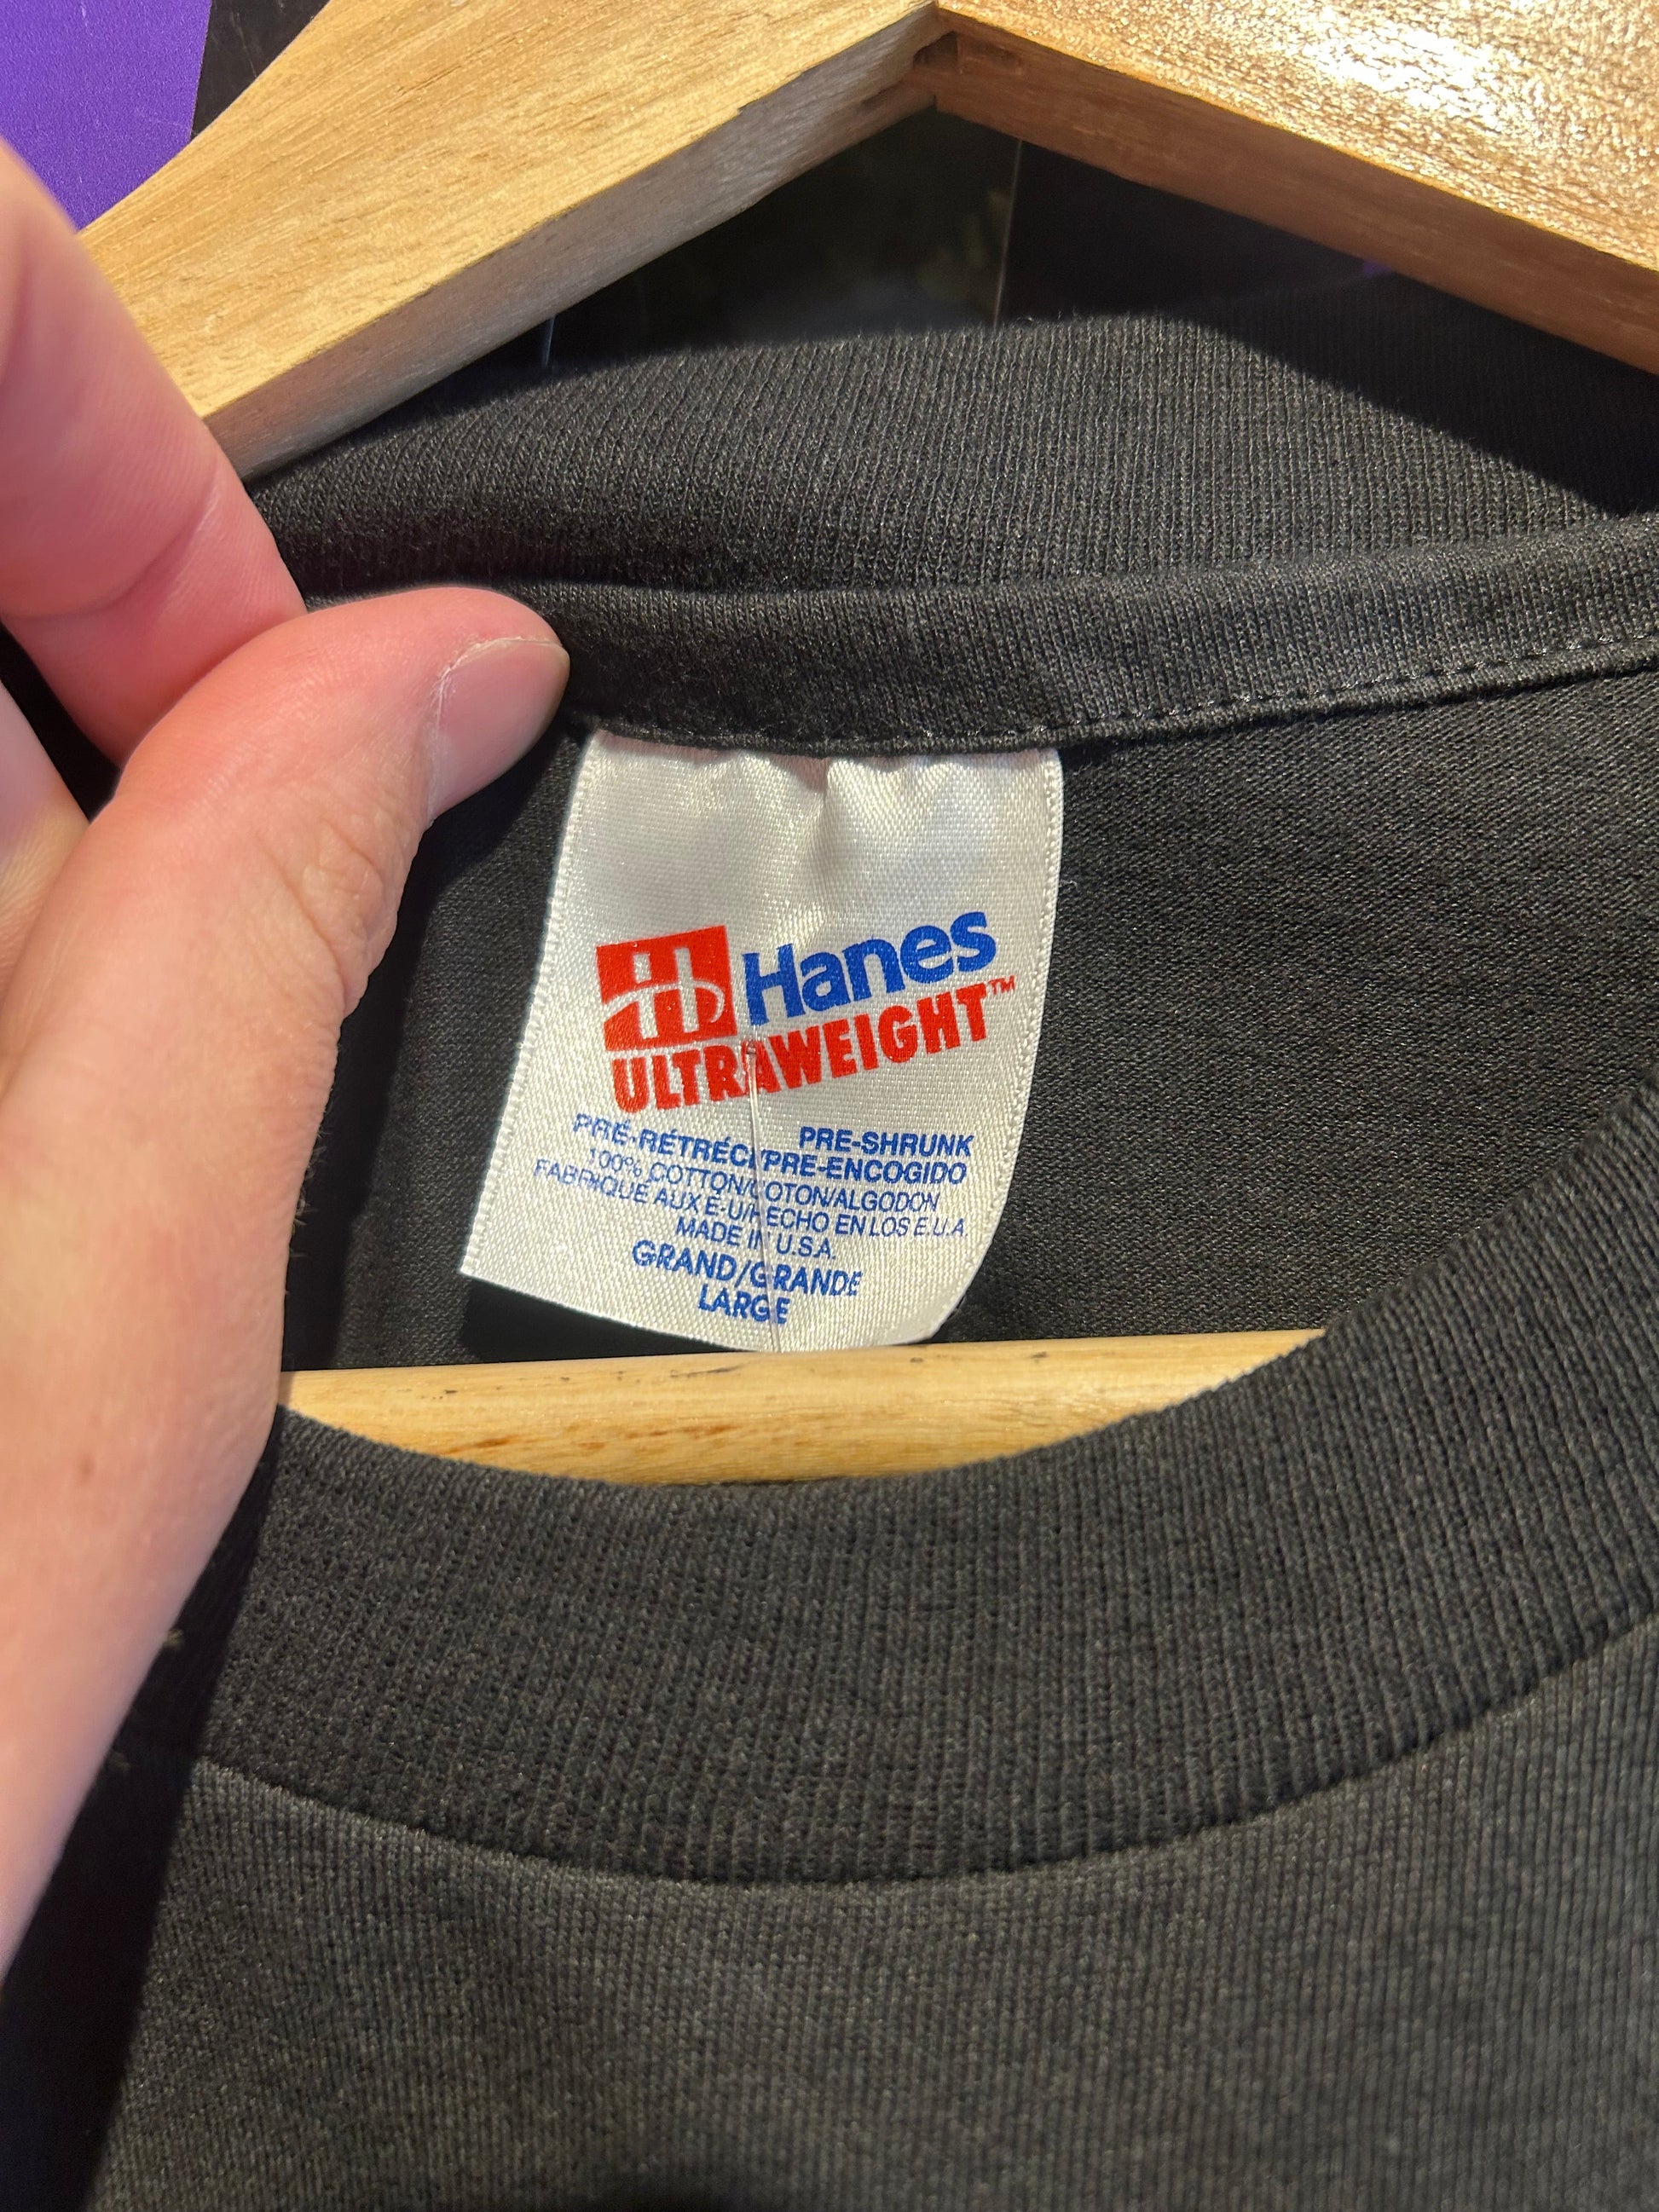 Hanes
ULTRAWEIGHT™
PRE-SHRUNK
PRÉ-RÉTRÉCI/PRE-ENCOGIDO
100% COTTON/COTON/ALGODON
FABRIQUÉ AUX É-U/HECHO EN LOS E.U.A.
MADE IN U.S.A.
GRAND/GRANDE
LARGE